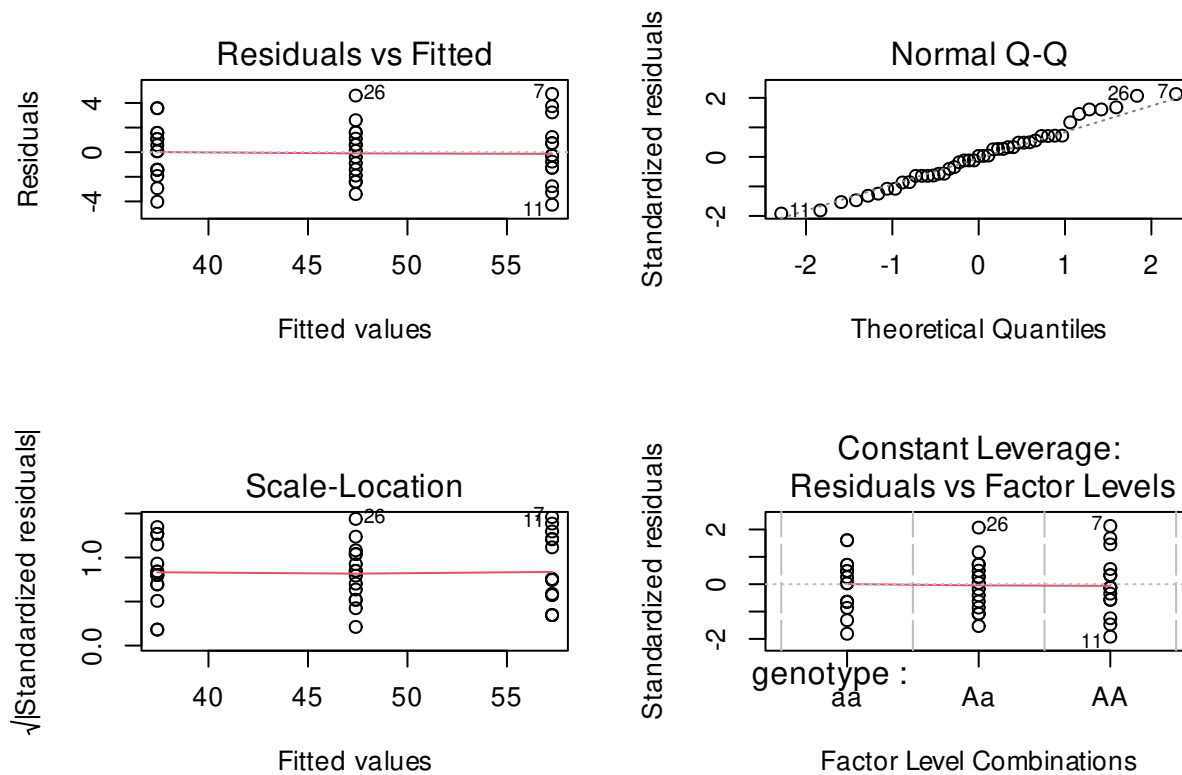 Residuals vs Fitted
Residuals
4
0
-4
26
7
11
40
45
50
55
Fitted values
Normal Q-Q
Standardized residuals
2
0
-2
26
7
11
-2
-1
0
1
2
Theoretical Quantiles
Scale-Location
√|Standardized residuals|
1.0
0.0
26
7
11
40
45
50
55
Fitted values
Constant Leverage:
Residuals vs Factor Levels
Standardized residuals
2
0
-2
26
7
11
genotype :
aa
Aa
AA
Factor Level Combinations